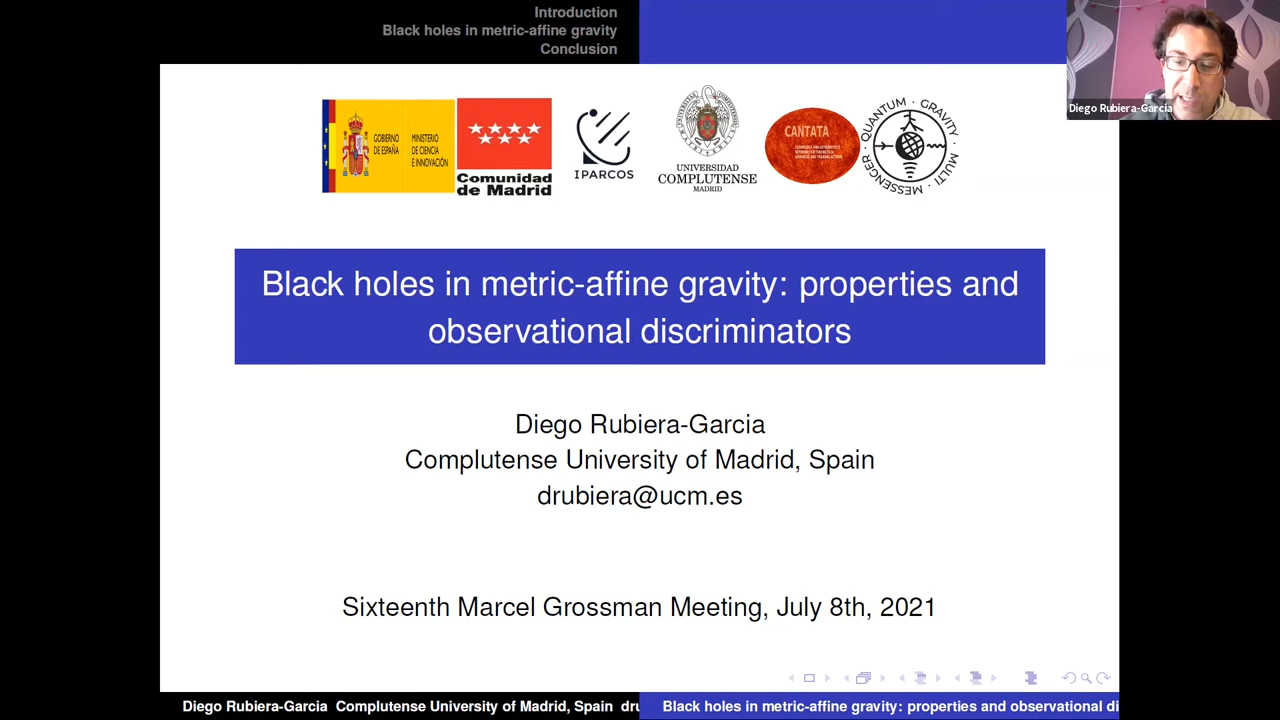 Introduction
Black holes in metric-affine gravity
Conclusion
Diego Rubiera-Garcia
GOBIERNO
DE ESPAÑA
MINISTERIO
DE CIENCIA
E INNOVACIÓN
Comunidad
de Madrid
IPARCOS
UNIVERSIDAD
COMPLUTENSE
MADRID
CANTATA
QUANTUM · GRAVITY · MULTI · MESSENGER ·
Black holes in metric-affine gravity: properties and
observational discriminators
Diego Rubiera-Garcia
Complutense University of Madrid, Spain
drubiera@ucm.es
Sixteenth Marcel Grossman Meeting, July 8th, 2021
Diego Rubiera-Garcia Complutense University of Madrid, Spain dru
Black holes in metric-affine gravity: properties and observational di